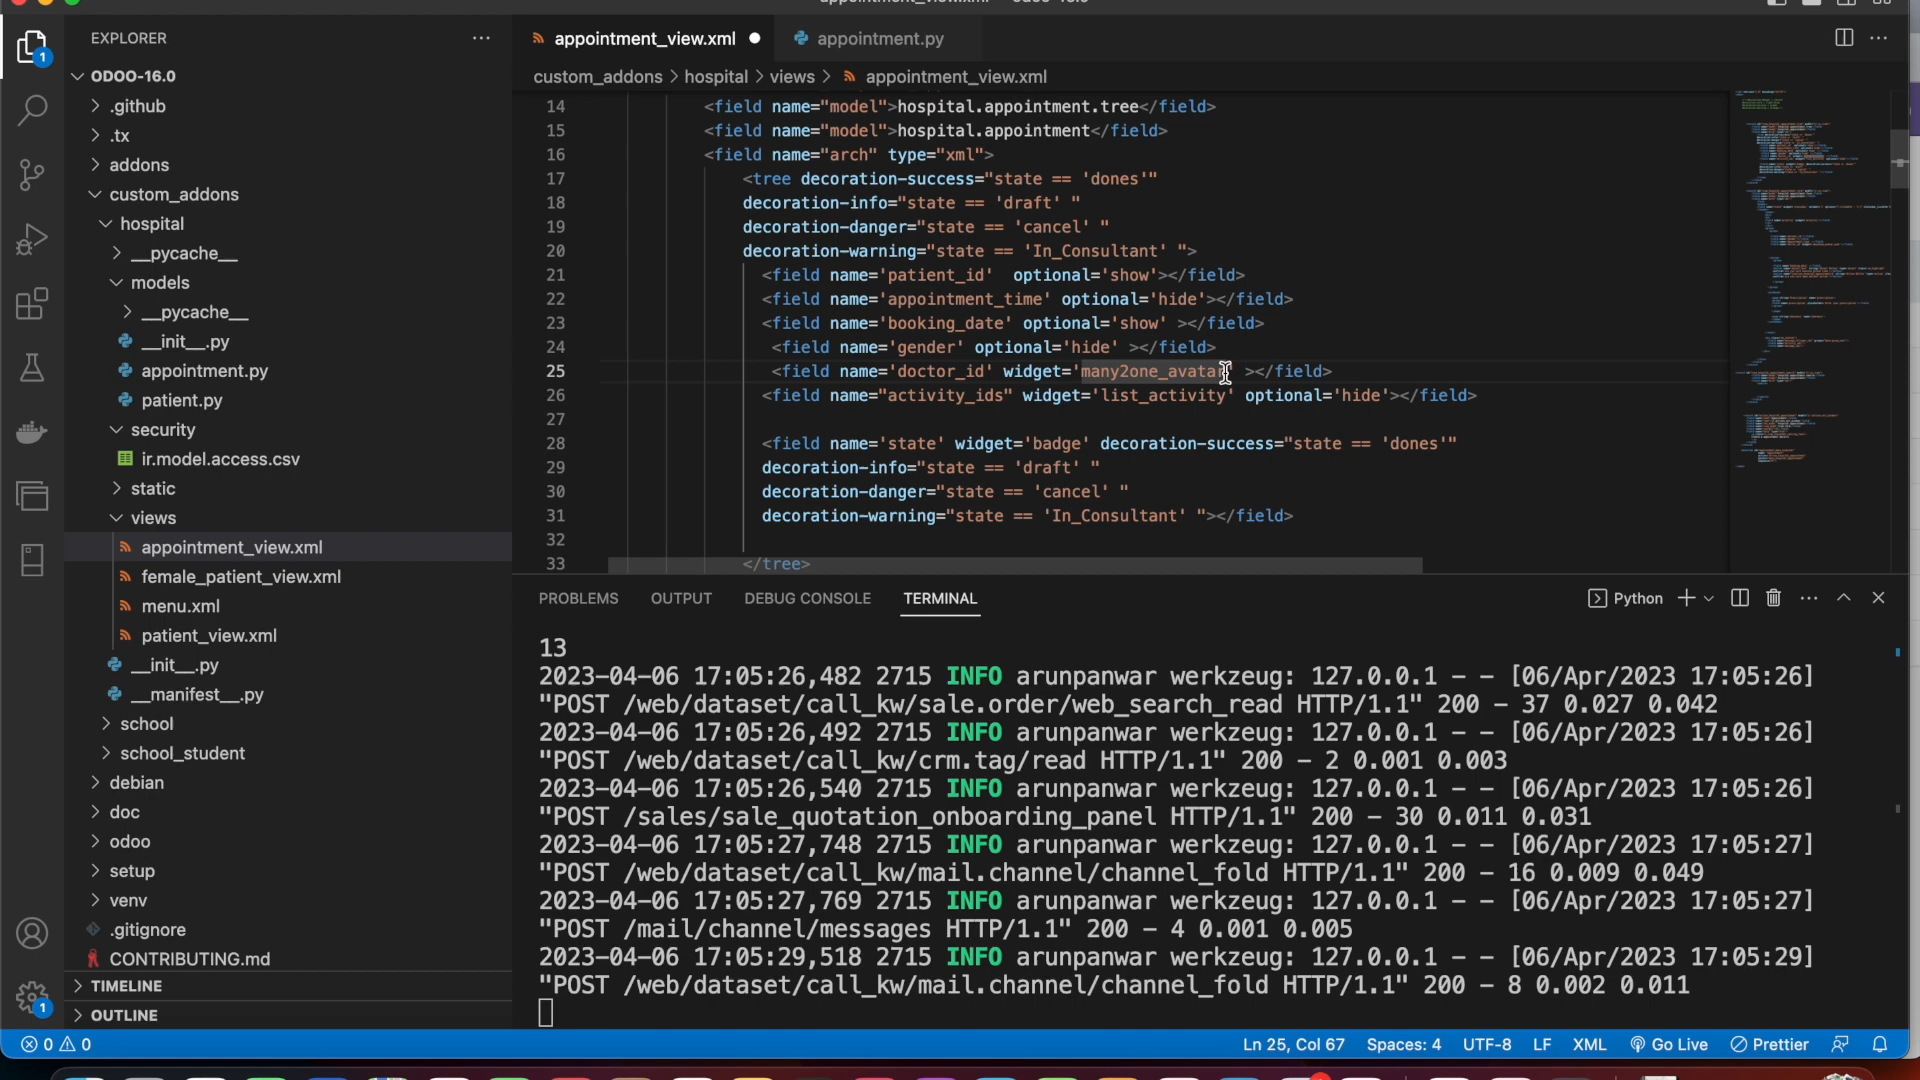 EXPLORER
appointment_view.xml
appointment.py
ODOO-16.0
custom_addons > hospital > views > appointment_view.xml
.github
.tx
addons
custom_addons
hospital
__pycache__
models
__pycache__
__init__.py
appointment.py
patient.py
security
ir.model.access.csv
static
views
appointment_view.xml
female_patient_view.xml
menu.xml
patient_view.xml
__init__.py
__manifest__.py
school
school_student
debian
doc
odoo
setup
venv
.gitignore
CONTRIBUTING.md
TIMELINE
OUTLINE
14 <field name="model">hospital.appointment.tree</field>
15 <field name="model">hospital.appointment</field>
16 <field name="arch" type="xml">
17 <tree decoration-success="state == 'dones'"
18 decoration-info="state == 'draft' "
19 decoration-danger="state == 'cancel' "
20 decoration-warning="state == 'In_Consultant' ">
21 <field name='patient_id'  optional='show'></field>
22 <field name='appointment_time' optional='hide'></field>
23 <field name='booking_date' optional='show' ></field>
24 <field name='gender' optional='hide' ></field>
25 <field name='doctor_id' widget='many2one_avatar' ></field>
26 <field name="activity_ids" widget='list_activity' optional='hide'></field>
27
28 <field name='state' widget='badge' decoration-success="state == 'dones'"
29 decoration-info="state == 'draft' "
30 decoration-danger="state == 'cancel' "
31 decoration-warning="state == 'In_Consultant' "></field>
32
33 </tree>
PROBLEMS OUTPUT DEBUG CONSOLE TERMINAL Python
13
2023-04-06 17:05:26,482 2715 INFO arunpanwar werkzeug: 127.0.0.1 - - [06/Apr/2023 17:05:26]
"POST /web/dataset/call_kw/sale.order/web_search_read HTTP/1.1" 200 - 37 0.027 0.042
2023-04-06 17:05:26,492 2715 INFO arunpanwar werkzeug: 127.0.0.1 - - [06/Apr/2023 17:05:26]
"POST /web/dataset/call_kw/crm.tag/read HTTP/1.1" 200 - 2 0.001 0.003
2023-04-06 17:05:26,540 2715 INFO arunpanwar werkzeug: 127.0.0.1 - - [06/Apr/2023 17:05:26]
"POST /sales/sale_quotation_onboarding_panel HTTP/1.1" 200 - 30 0.011 0.031
2023-04-06 17:05:27,748 2715 INFO arunpanwar werkzeug: 127.0.0.1 - - [06/Apr/2023 17:05:27]
"POST /web/dataset/call_kw/mail.channel/channel_fold HTTP/1.1" 200 - 16 0.009 0.049
2023-04-06 17:05:27,769 2715 INFO arunpanwar werkzeug: 127.0.0.1 - - [06/Apr/2023 17:05:27]
"POST /mail/channel/messages HTTP/1.1" 200 - 4 0.001 0.005
2023-04-06 17:05:29,518 2715 INFO arunpanwar werkzeug: 127.0.0.1 - - [06/Apr/2023 17:05:29]
"POST /web/dataset/call_kw/mail.channel/channel_fold HTTP/1.1" 200 - 8 0.002 0.011
0 0 Ln 25, Col 67 Spaces: 4 UTF-8 LF XML Go Live Prettier